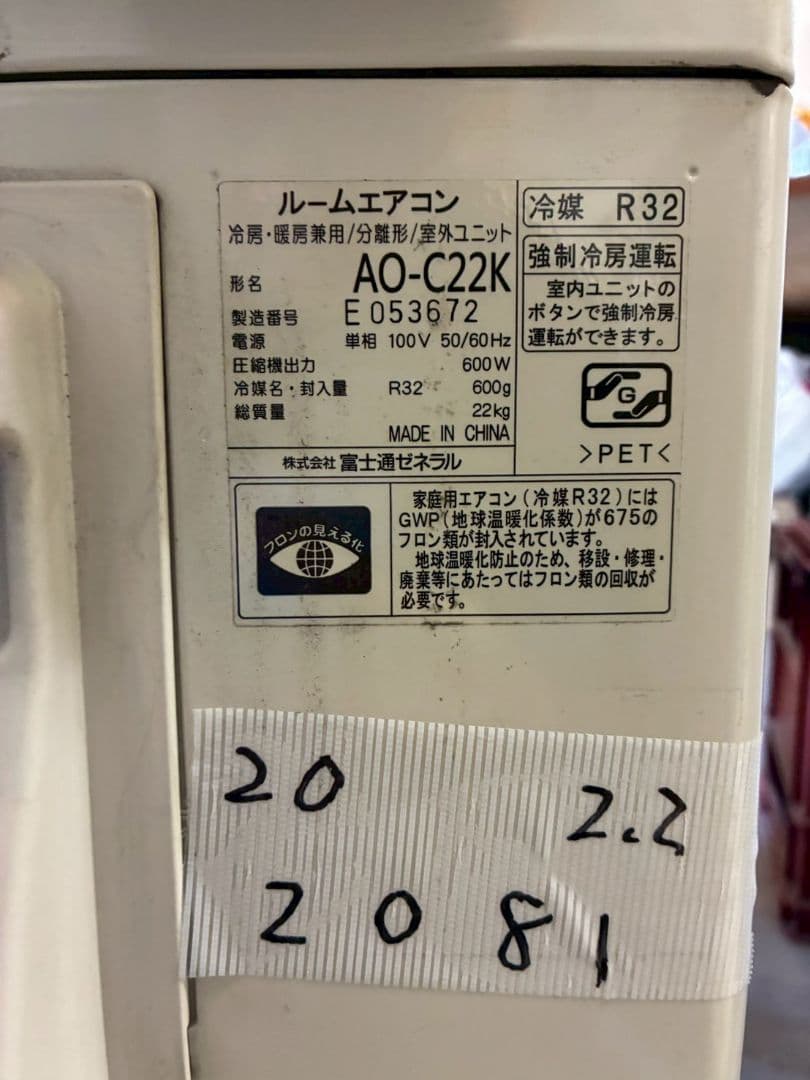 ルームエアコン
冷房・暖房兼用/分離形/室外ユニット
形名 AO-C22K
製造番号 E053672
電源 単相 100V 50/60Hz
圧縮機出力 600W
冷媒名・封入量 R32 600g
総質量 22kg
MADE IN CHINA
株式会社 富士通ゼネラル
冷媒 R32
強制冷房運転
室内ユニットの
ボタンで強制冷房
運転ができます。
G
>PET<
フロンの見える化
家庭用エアコン(冷媒R32)には
GWP(地球温暖化係数)が675の
フロン類が封入されています。
地球温暖化防止のため、移設・修理・
廃棄等にあたってはフロン類の回収が
必要です。
20 2.2
2081